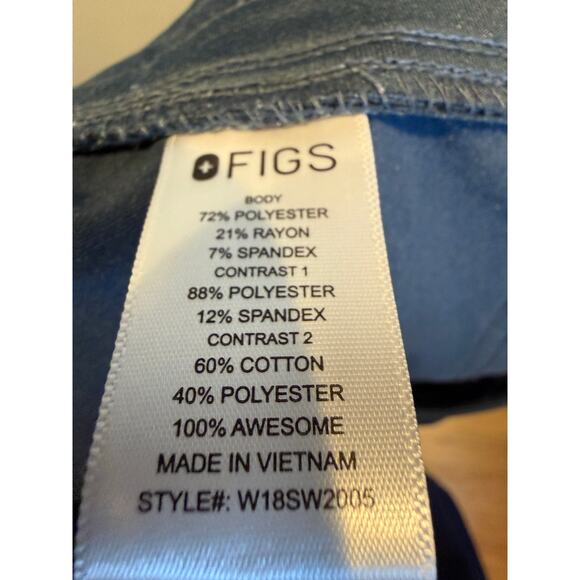 FIGS
BODY
72% POLYESTER
21% RAYON
7% SPANDEX
CONTRAST 1
88% POLYESTER
12% SPANDEX
CONTRAST 2
60% COTTON
40% POLYESTER
100% AWESOME
MADE IN VIETNAM
STYLE#: W18SW2005